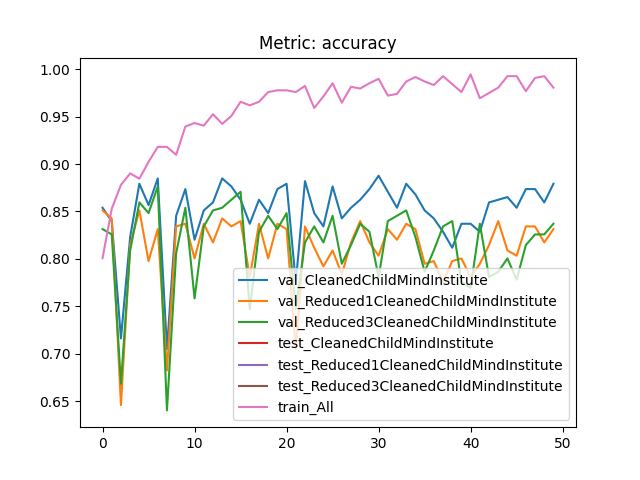 Metric: accuracy
1.00
0.95
0.90
0.85
0.80
0.75
0.70
0.65
val_CleanedChildMindInstitute
val_Reduced1CleanedChildMindInstitute
val_Reduced3CleanedChildMindInstitute
test_CleanedChildMindInstitute
test_Reduced1CleanedChildMindInstitute
test_Reduced3CleanedChildMindInstitute
train_All
0 10 20 30 40 50